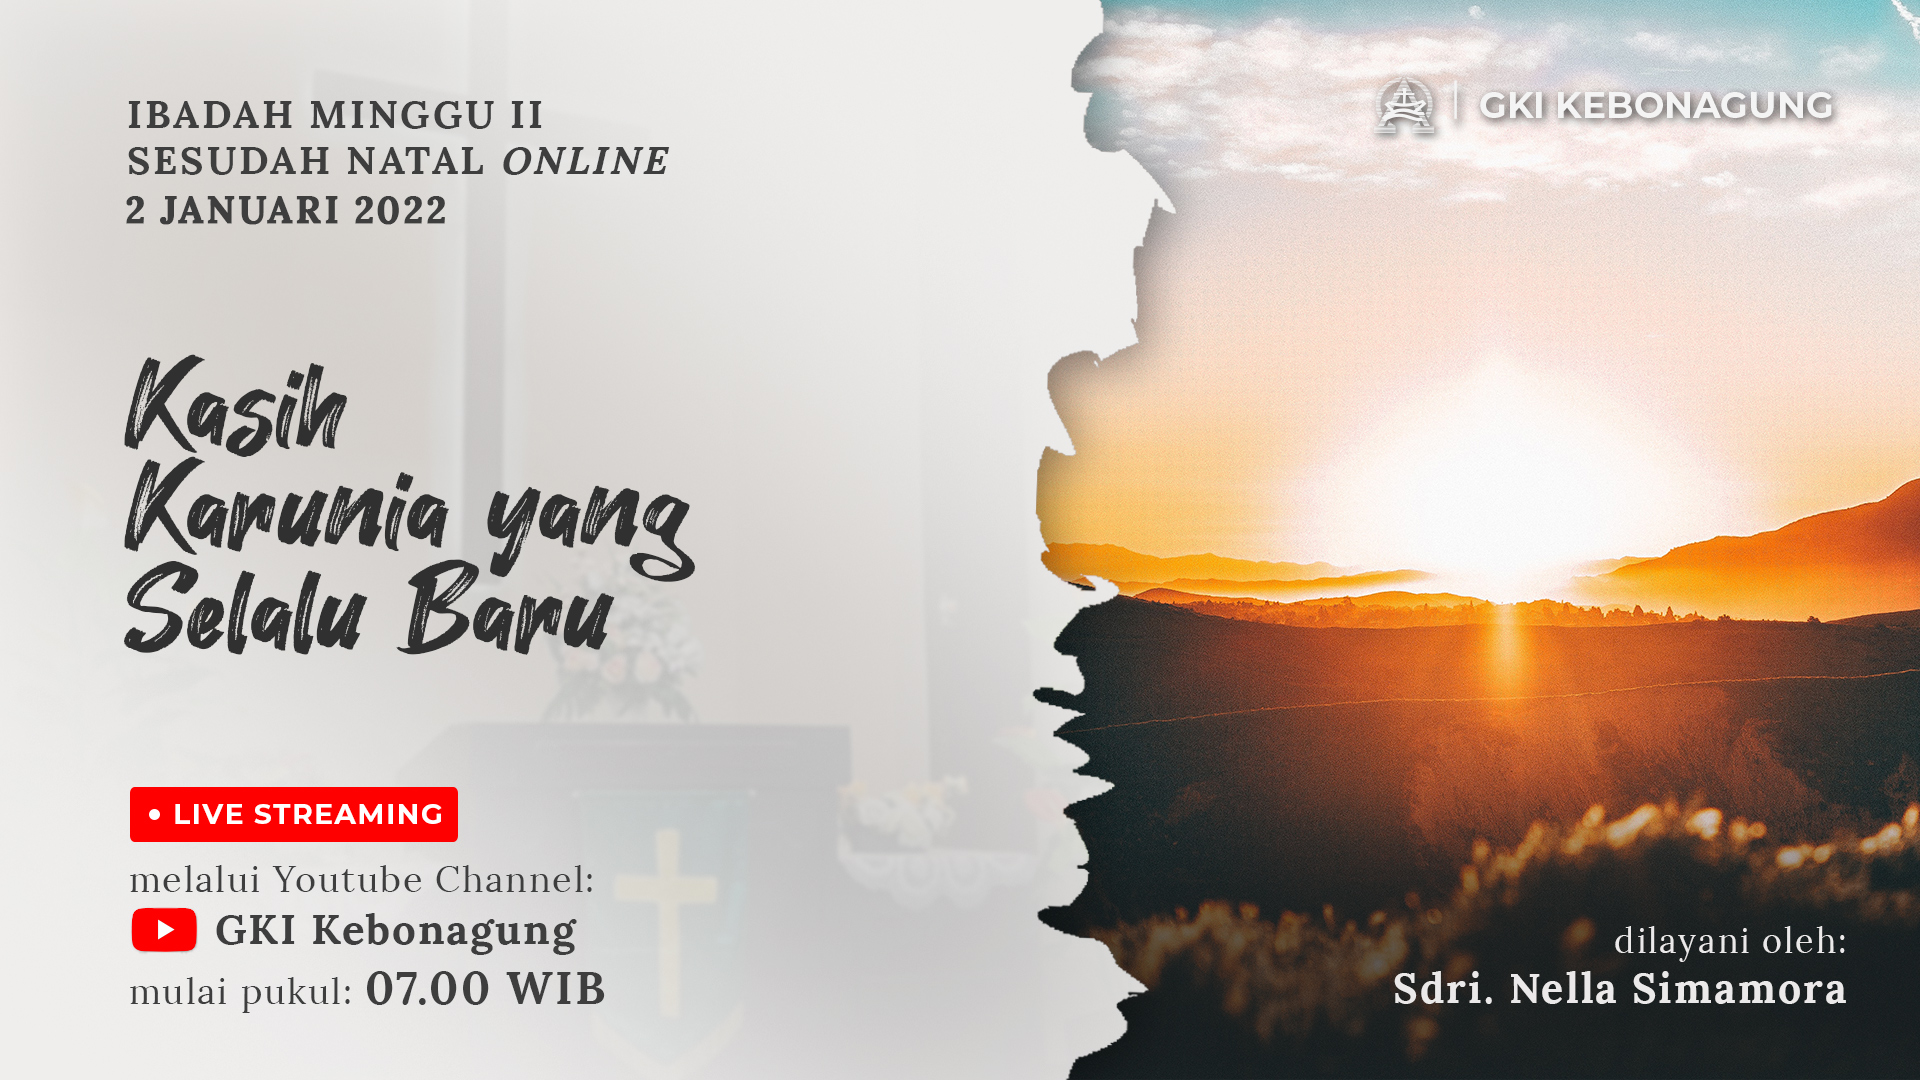 IBADAH MINGGU II
SESUDAH NATAL ONLINE
2 JANUARI 2022
GKI KEBONAGUNG
Kasih
Karunia yang
Selalu Baru
LIVE STREAMING
melalui Youtube Channel:
GKI Kebonagung
mulai pukul: 07.00 WIB
dilayani oleh:
Sdri. Nella Simamora